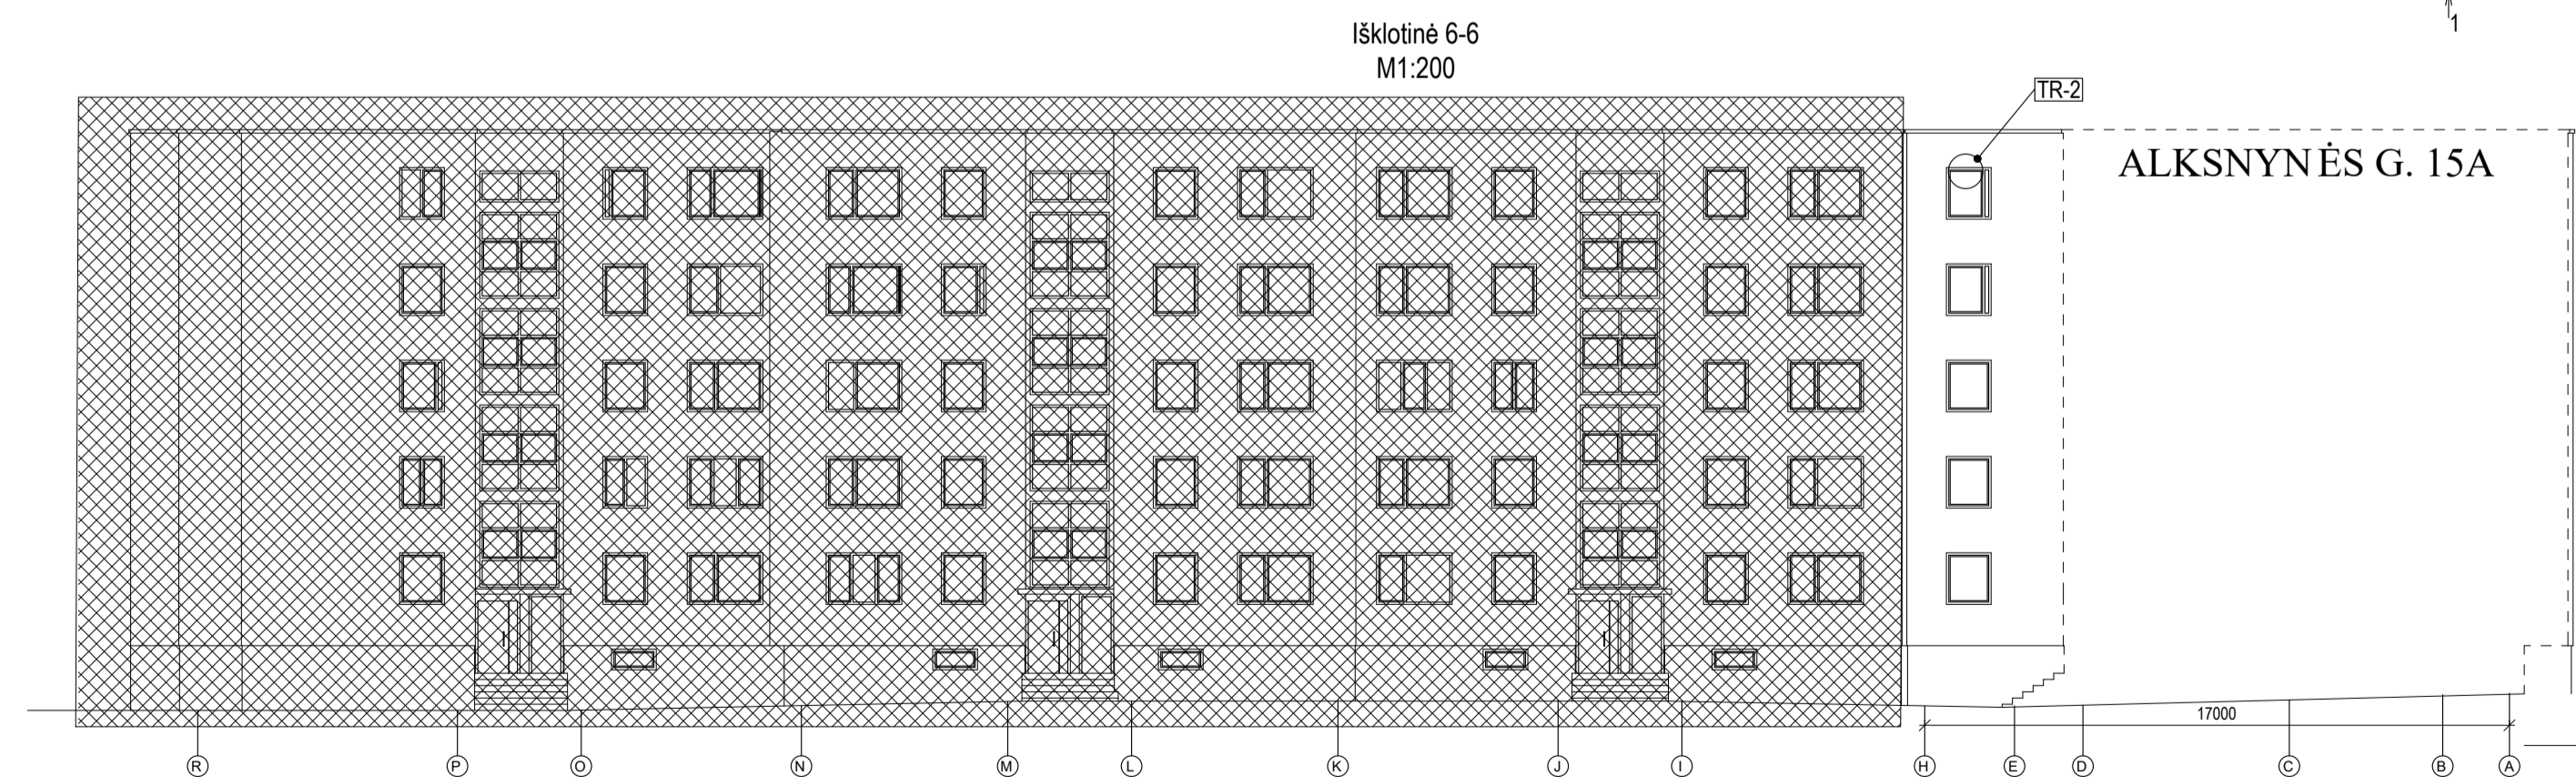 1
Išklotinė 6-6
M1:200
TR-2
ALKSNYNĖS G. 15A
17000
R P O N M L K J I H E D C B A